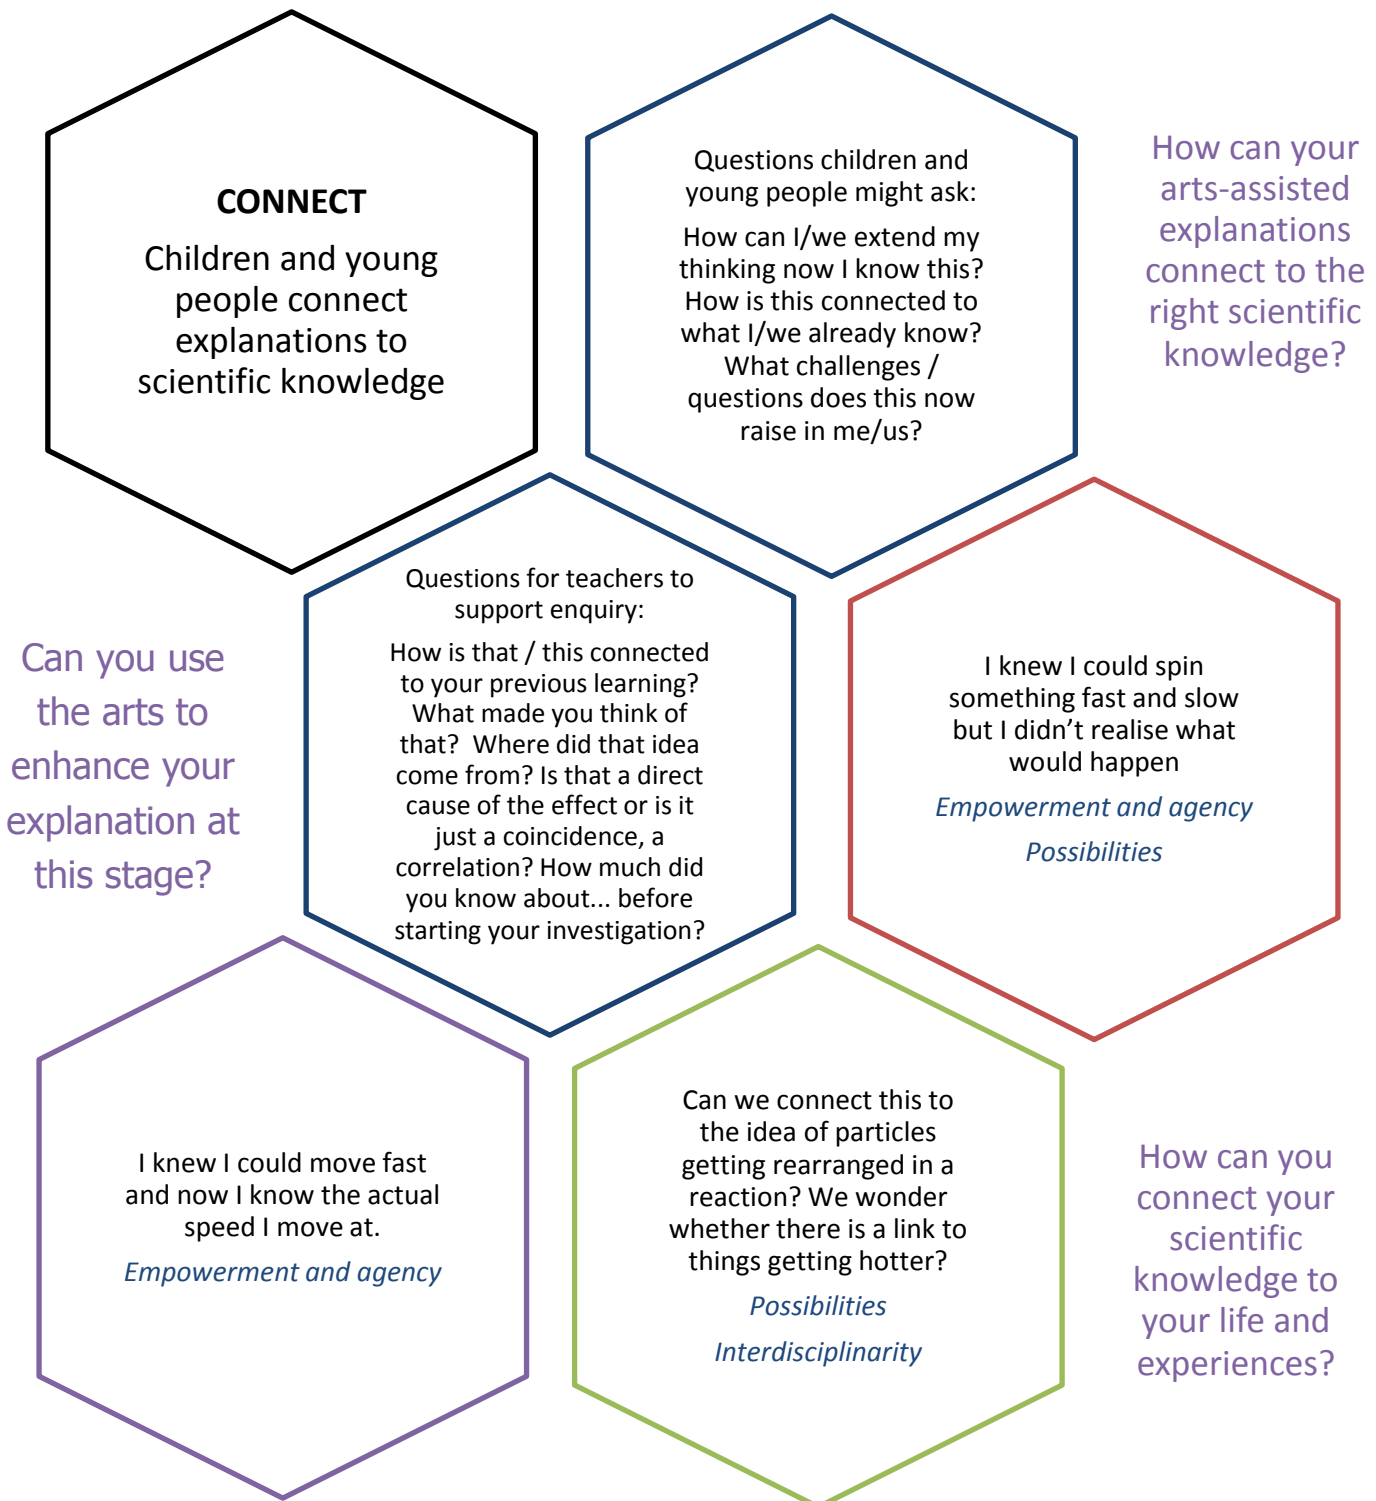 CONNECT
Children and young
people connect
explanations to
scientific knowledge
Questions children and
young people might ask:
How can I/we extend my
thinking now I know this?
How is this connected to
what I/we already know?
What challenges /
questions does this now
raise in me/us?
How can your
arts-assisted
explanations
connect to the
right scientific
knowledge?
Can you use
the arts to
enhance your
explanation at
this stage?
Questions for teachers to
support enquiry:
How is that / this connected
to your previous learning?
What made you think of
that?  Where did that idea
come from? Is that a direct
cause of the effect or is it
just a coincidence, a
correlation? How much did
you know about... before
starting your investigation?
I knew I could spin
something fast and slow
but I didn't realise what
would happen
Empowerment and agency
Possibilities
I knew I could move fast
and now I know the actual
speed I move at.
Empowerment and agency
Can we connect this to
the idea of particles
getting rearranged in a
reaction? We wonder
whether there is a link to
things getting hotter?
Possibilities
Interdisciplinarity
How can you
connect your
scientific
knowledge to
your life and
experiences?